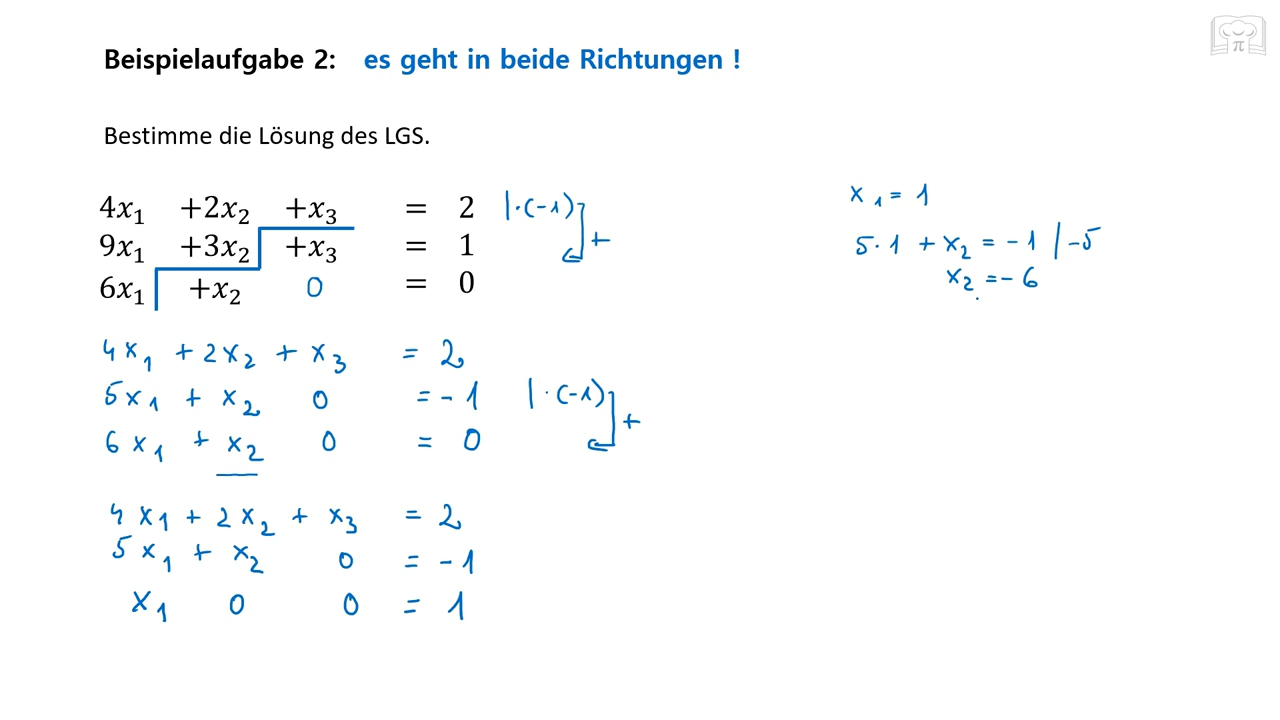 Beispielaufgabe 2: es geht in beide Richtungen !
Bestimme die Lösung des LGS.
4x₁ +2x₂ +x₃ = 2 |·(-1)
9x₁ +3x₂ +x₃ = 1 +
6x₁ +x₂ 0 = 0
4x₁ + 2x₂ + x₃ = 2
5x₁ + x₂ 0 = -1 |·(-1)
6x₁ + x₂ 0 = 0 +
4x₁ + 2x₂ + x₃ = 2
5x₁ + x₂ 0 = -1
x₁ 0 0 = 1
x₁ = 1
5·1 + x₂ = -1 |-5
x₂ = -6
π